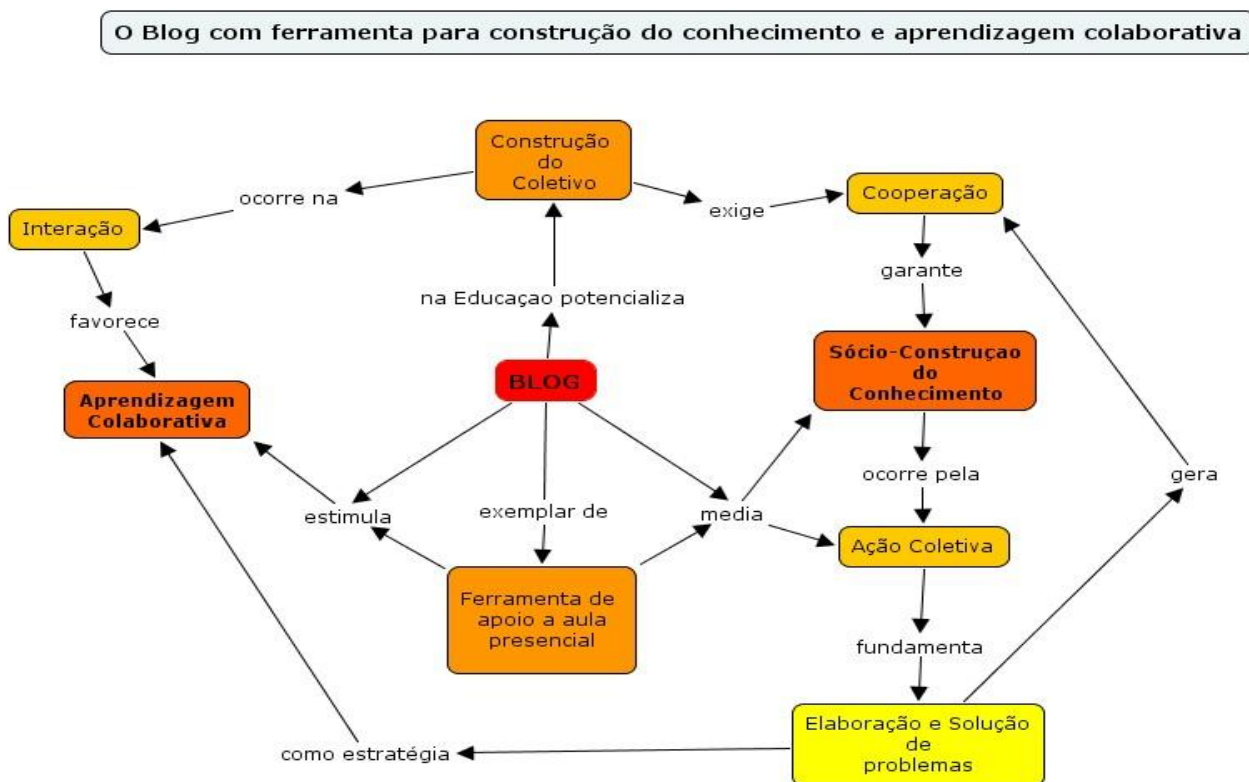 O Blog com ferramenta para construção do conhecimento e aprendizagem colaborativa
Construção
do
Coletivo
ocorre na
exige
Cooperação
Interação
garante
na Educaçao potencializa
favorece
Sócio-Construçao
do
Conhecimento
BLOG
Aprendizagem
Colaborativa
ocorre pela
gera
estimula
exemplar de
media
Ação Coletiva
Ferramenta de
apoio a aula
presencial
fundamenta
Elaboração e Solução
de
problemas
como estratégia